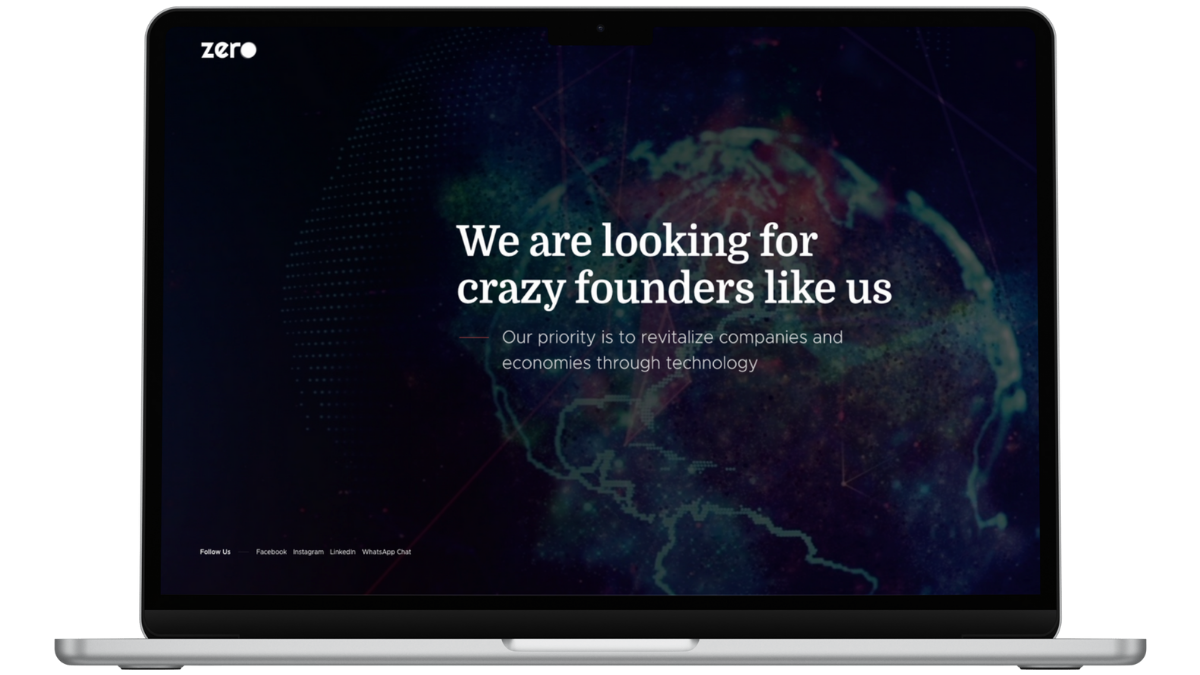 zero
We are looking for
crazy founders like us
Our priority is to revitalize companies and
economies through technology
Follow Us Facebook Instagram LinkedIn WhatsApp Chat